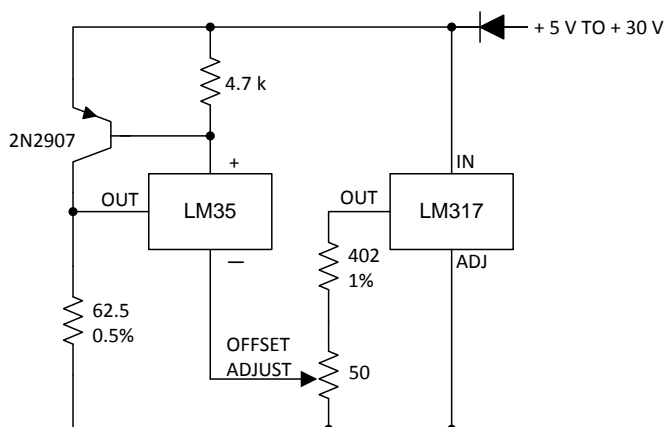 + 5 V TO + 30 V
4.7 k
2N2907
+
IN
OUT
LM35
OUT
LM317
—
ADJ
402
1%
62.5
0.5%
OFFSET
ADJUST
50